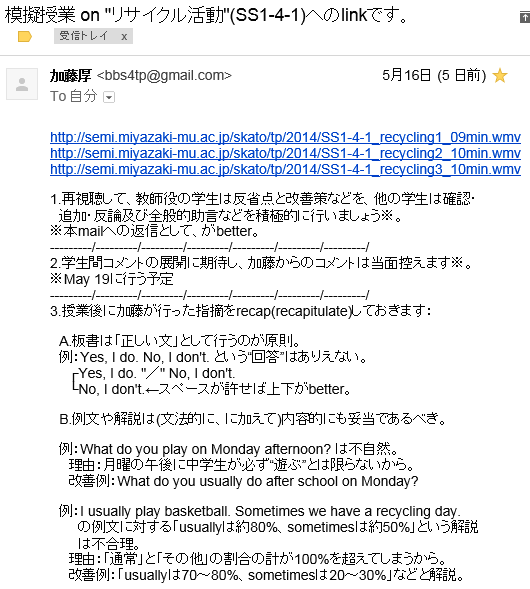 模擬授業 on "リサイクル活動"(SS1-4-1)へのlinkです。
受信トレイ x
加藤厚 <bbs4tp@gmail.com>
5月16日 (5 日前)
To 自分
http://semi.miyazaki-mu.ac.jp/skato/tp/2014/SS1-4-1_recycling1_09min.wmv
http://semi.miyazaki-mu.ac.jp/skato/tp/2014/SS1-4-1_recycling2_10min.wmv
http://semi.miyazaki-mu.ac.jp/skato/tp/2014/SS1-4-1_recycling3_10min.wmv
1.再視聴して、教師役の学生は反省点と改善策などを、他の学生は確認・
追加・反論及び全般的助言などを積極的に行いましょう※。
※本mailへの返信として、がbetter。
---------/---------/---------/---------/---------/---------/---------/
2.学生間コメントの展開に期待し、加藤からのコメントは当面控えます※。
※May 19に行う予定
---------/---------/---------/---------/---------/---------/---------/
3.授業後に加藤が行った指摘をrecap(recapitulate)しておきます:
A.板書は「正しい文」として行うのが原則。
例:Yes, I do. No, I don't. という“回答”はありえない。
┌Yes, I do. "／" No, I don't.
└No, I don't.←スペースが許せば上下がbetter。
B.例文や解説は(文法的に、に加えて)内容的にも妥当であるべき。
例:What do you play on Monday afternoon? は不自然。
理由:月曜の午後に中学生が必ず“遊ぶ”とは限らないから。
改善例:What do you usually do after school on Monday?
例:I usually play basketball. Sometimes we have a recycling day.
の例文に対する「usuallyは約80%、sometimesは約50%」という解説
は不合理。
理由:「通常」と「その他」の割合の計が100%を超えてしまうから。
改善例:「usuallyは70～80%、sometimesは20～30%」などと解説。